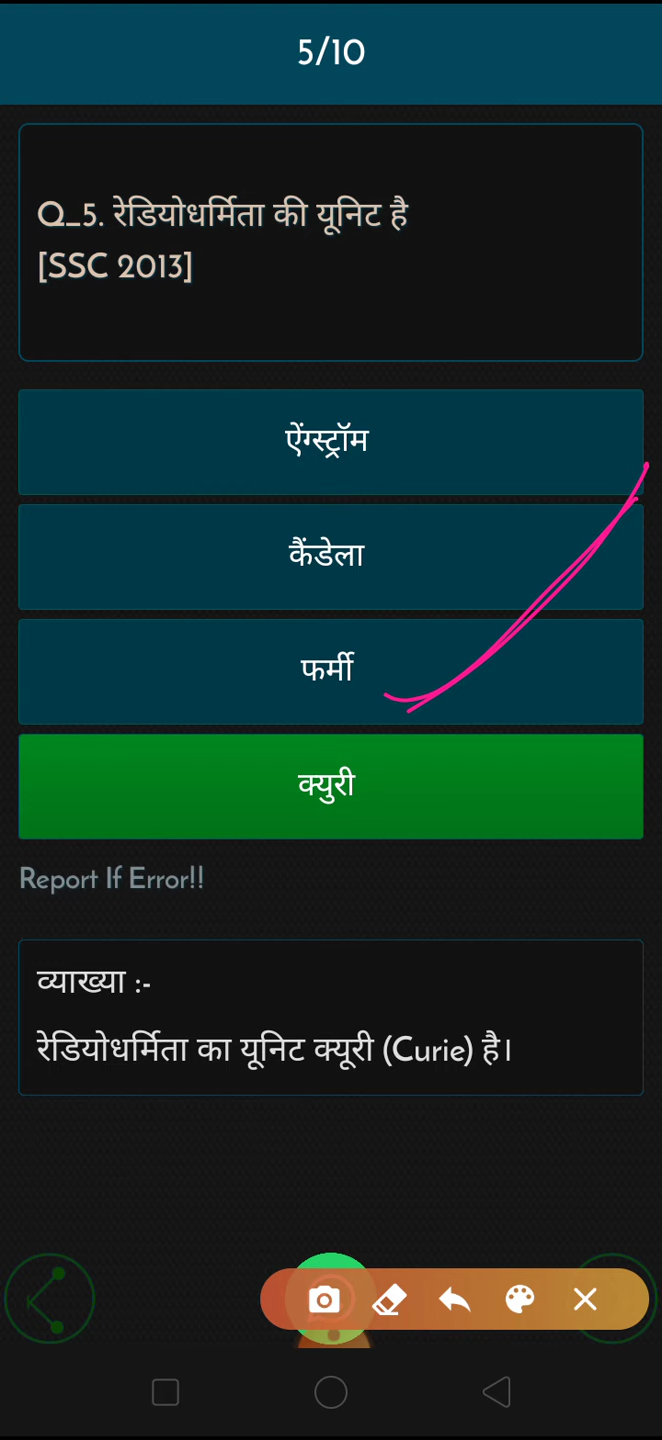 5/10
Q_5. रेडियोधर्मिता की यूनिट है
[SSC 2013]
ऐंग्स्ट्रॉम
कैंडेला
फर्मी
क्युरी
Report If Error!!
व्याख्या :-
रेडियोधर्मिता का यूनिट क्यूरी (Curie) है।